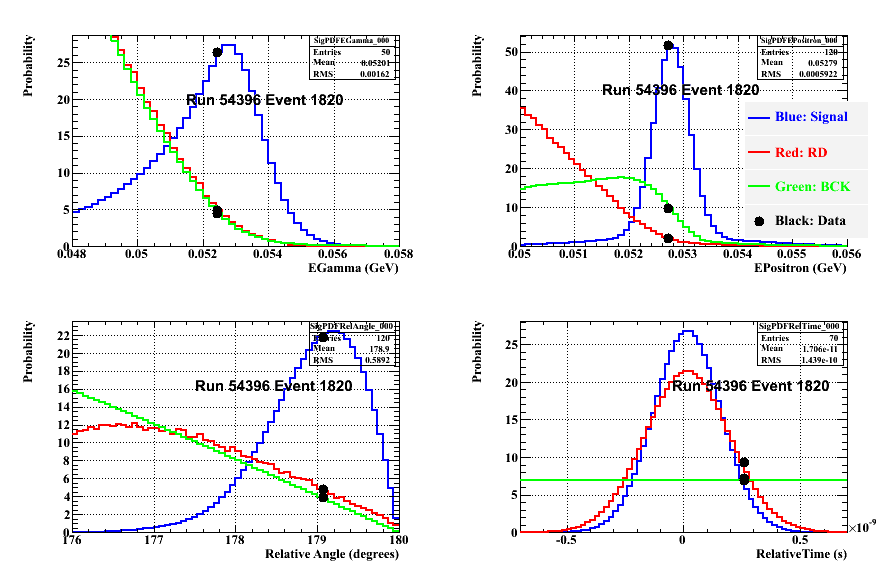 SigPDFEGamma_000
Entries 50
Mean 0.05201
RMS 0.00162
Run 54396 Event 1820
Probability
25
20
15
10
5
0
0.048
0.05
0.052
0.054
0.056
0.058
EGamma (GeV)
SigPDFEPositron_000
Entries 120
Mean 0.05279
RMS 0.0005922
Run 54396 Event 1820
Probability
50
40
30
20
10
0
0.05
0.051
0.052
0.053
0.054
0.055
0.056
EPositron (GeV)
Blue: Signal
Red: RD
Green: BCK
Black: Data
SigPDFRelAngle_000
Entries 120
Mean 178.9
RMS 0.5892
Run 54396 Event 1820
Probability
22
20
18
16
14
12
10
8
6
4
2
0
176
177
178
179
180
Relative Angle (degrees)
SigPDFRelTime_000
Entries 70
Mean 1.706e-11
RMS 1.439e-10
Run 54396 Event 1820
Probability
25
20
15
10
5
0
-0.5
0
0.5
×10⁻⁹
RelativeTime (s)